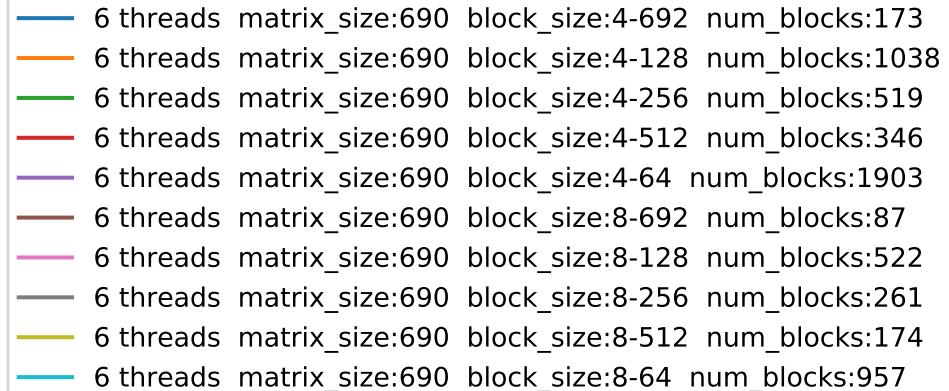 6 threads  matrix_size:690  block_size:4-692  num_blocks:173
6 threads  matrix_size:690  block_size:4-128  num_blocks:1038
6 threads  matrix_size:690  block_size:4-256  num_blocks:519
6 threads  matrix_size:690  block_size:4-512  num_blocks:346
6 threads  matrix_size:690  block_size:4-64  num_blocks:1903
6 threads  matrix_size:690  block_size:8-692  num_blocks:87
6 threads  matrix_size:690  block_size:8-128  num_blocks:522
6 threads  matrix_size:690  block_size:8-256  num_blocks:261
6 threads  matrix_size:690  block_size:8-512  num_blocks:174
6 threads  matrix_size:690  block_size:8-64  num_blocks:957